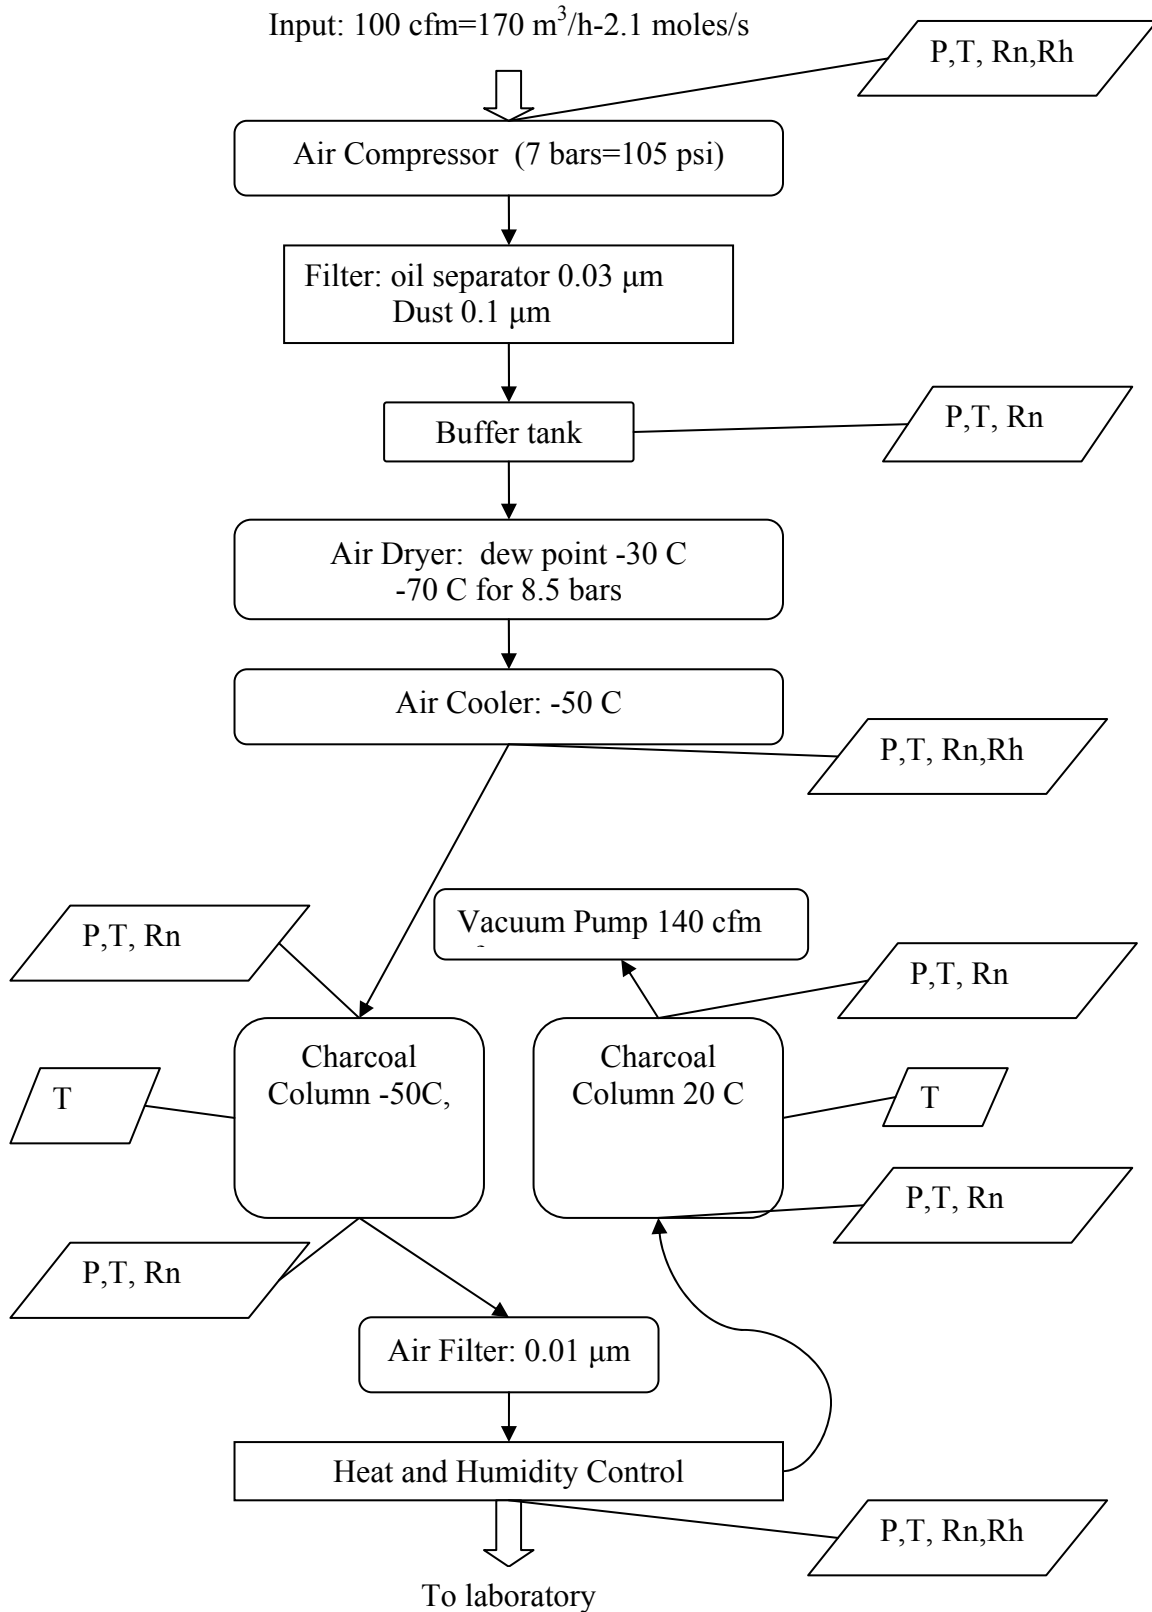 Input: 100 cfm=170 m³/h-2.1 moles/s
P,T, Rn,Rh
Air Compressor (7 bars=105 psi)
Filter: oil separator 0.03 μm
Dust 0.1 μm
P,T, Rn
Buffer tank
Air Dryer: dew point -30 C
-70 C for 8.5 bars
Air Cooler: -50 C
P,T, Rn,Rh
Vacuum Pump 140 cfm
P,T, Rn
P,T, Rn
Charcoal
Column -50C,
Charcoal
Column 20 C
T
T
P,T, Rn
P,T, Rn
Air Filter: 0.01 μm
Heat and Humidity Control
P,T, Rn,Rh
To laboratory